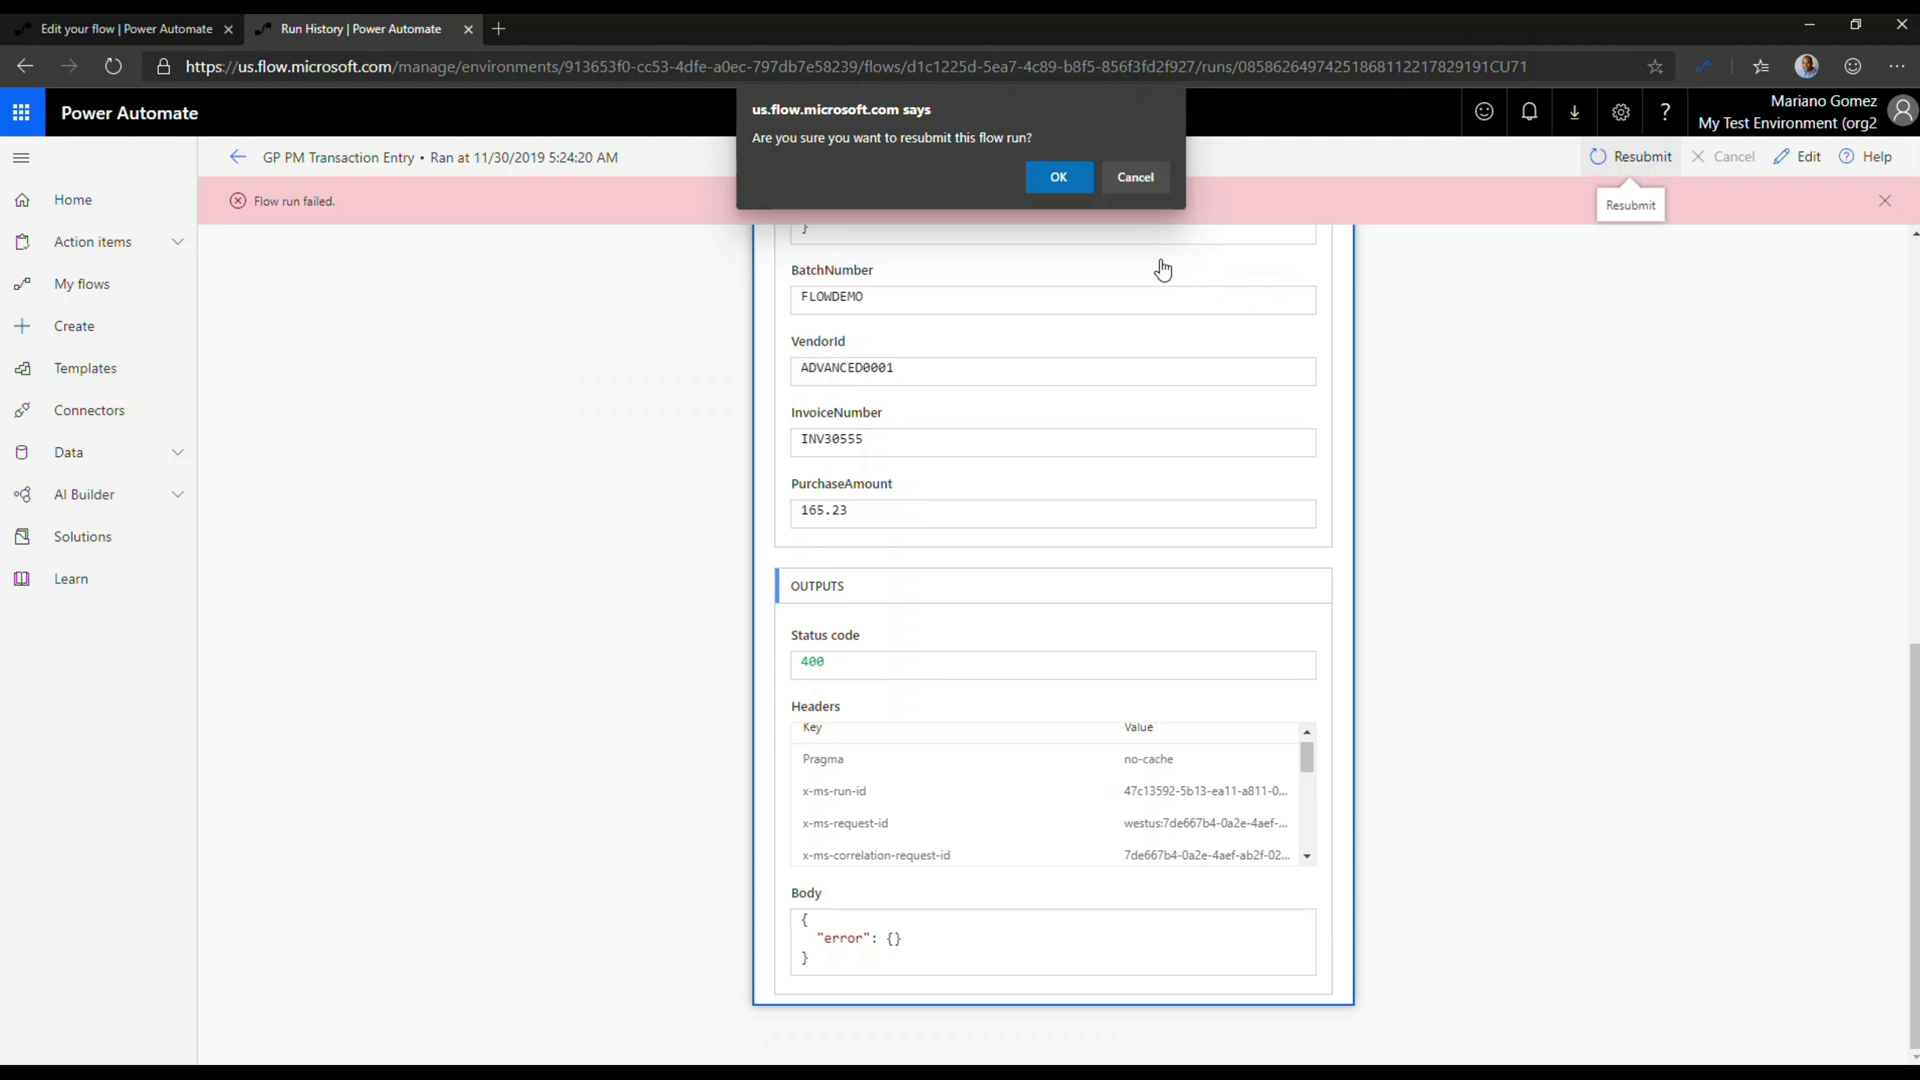 Edit your flow | Power Automate
Run History | Power Automate
https://us.flow.microsoft.com/manage/environments/913653f0-cc53-4dfe-a0ec-797db7e58239/flows/d1c1225d-5ea7-4c89-b8f5-856f3fd2f927/runs/08586264974251868112217829191CU71
Power Automate
us.flow.microsoft.com says
Are you sure you want to resubmit this flow run?
OK
Cancel
?
Mariano Gomez
My Test Environment (org2
GP PM Transaction Entry • Ran at 11/30/2019 5:24:20 AM
Resubmit
Cancel
Edit
Help
Flow run failed.
Resubmit
Home
Action items
My flows
Create
Templates
Connectors
Data
AI Builder
Solutions
Learn
}
BatchNumber
FLOWDEMO
VendorId
ADVANCED0001
InvoiceNumber
INV30555
PurchaseAmount
165.23
OUTPUTS
Status code
400
Headers
Key Value
Pragma no-cache
x-ms-run-id 47c13592-5b13-ea11-a811-0...
x-ms-request-id westus:7de667b4-0a2e-4aef-...
x-ms-correlation-request-id 7de667b4-0a2e-4aef-ab2f-02...
Body
{
"error": {}
}